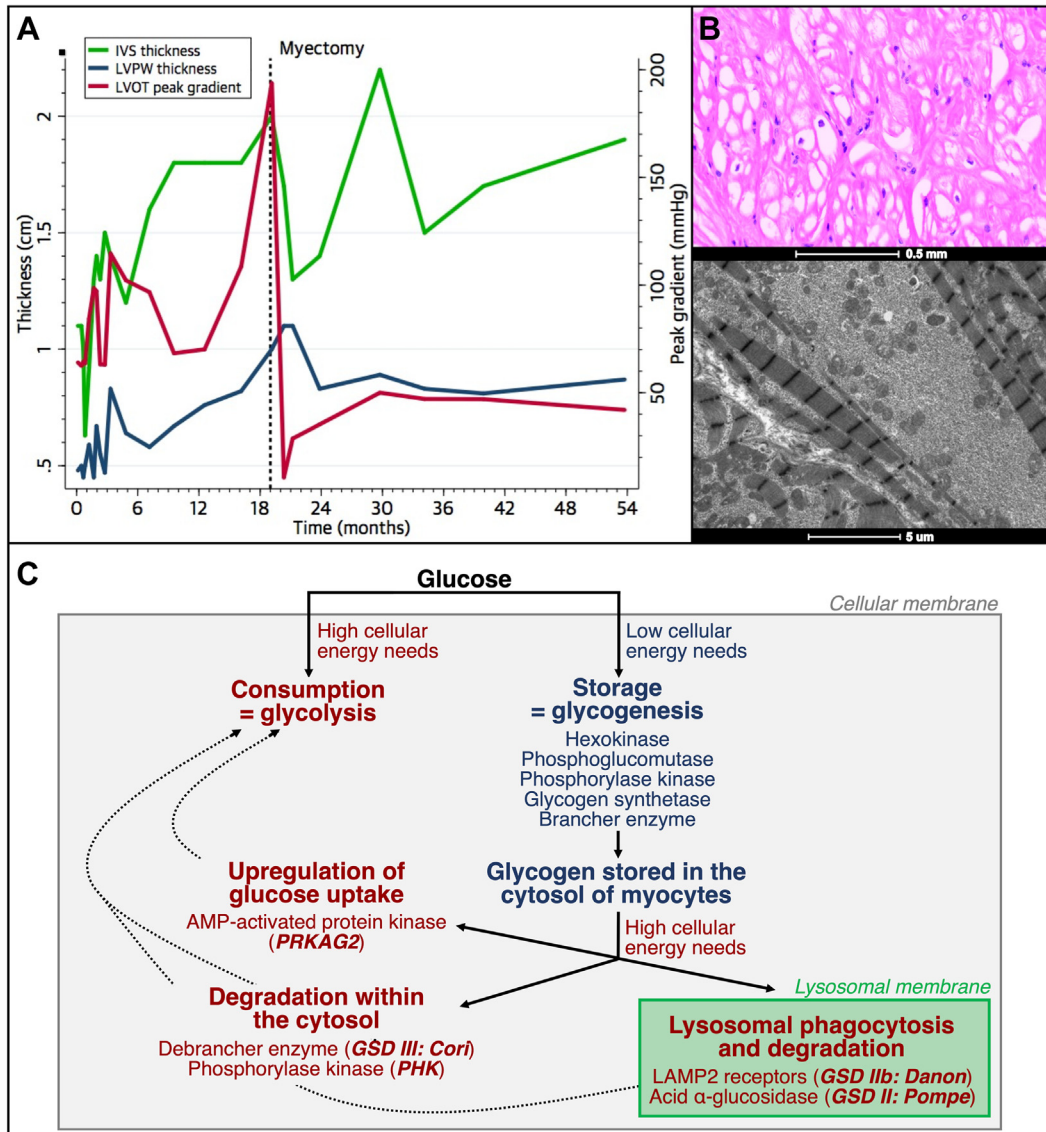 A
Myectomy
IVS thickness
LVPW thickness
LVOT peak gradient
Thickness (cm)
2
1.5
1
.5
Peak gradient (mmHg)
200
150
100
50
0 6 12 18 24 30 36 42 48 54
Time (months)
B
0.5 mm
5 um
C
Glucose
Cellular membrane
High cellular
energy needs
Low cellular
energy needs
Consumption
= glycolysis
Storage
= glycogenesis
Hexokinase
Phosphoglucomutase
Phosphorylase kinase
Glycogen synthetase
Brancher enzyme
Upregulation of
glucose uptake
AMP-activated protein kinase
(PRKAG2)
Glycogen stored in the
cytosol of myocytes
High cellular
energy needs
Degradation within
the cytosol
Debrancher enzyme (GSD III: Cori)
Phosphorylase kinase (PHK)
Lysosomal membrane
Lysosomal phagocytosis
and degradation
LAMP2 receptors (GSD IIb: Danon)
Acid α-glucosidase (GSD II: Pompe)